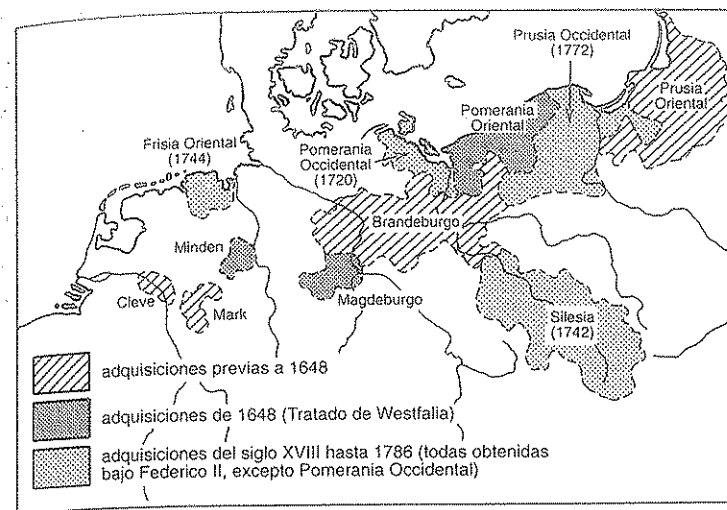 Prusia Occidental
(1772)
Prusia
Oriental
Pomerania
Oriental
Frisia Oriental
(1744)
Pomerania
Occidental
(1720)
Brandeburgo
Minden
Cleve
Mark
Magdeburgo
Silesia
(1742)
adquisiciones previas a 1648
adquisiciones de 1648 (Tratado de Westfalia)
adquisiciones del siglo XVIII hasta 1786 (todas obtenidas
bajo Federico II, excepto Pomerania Occidental)